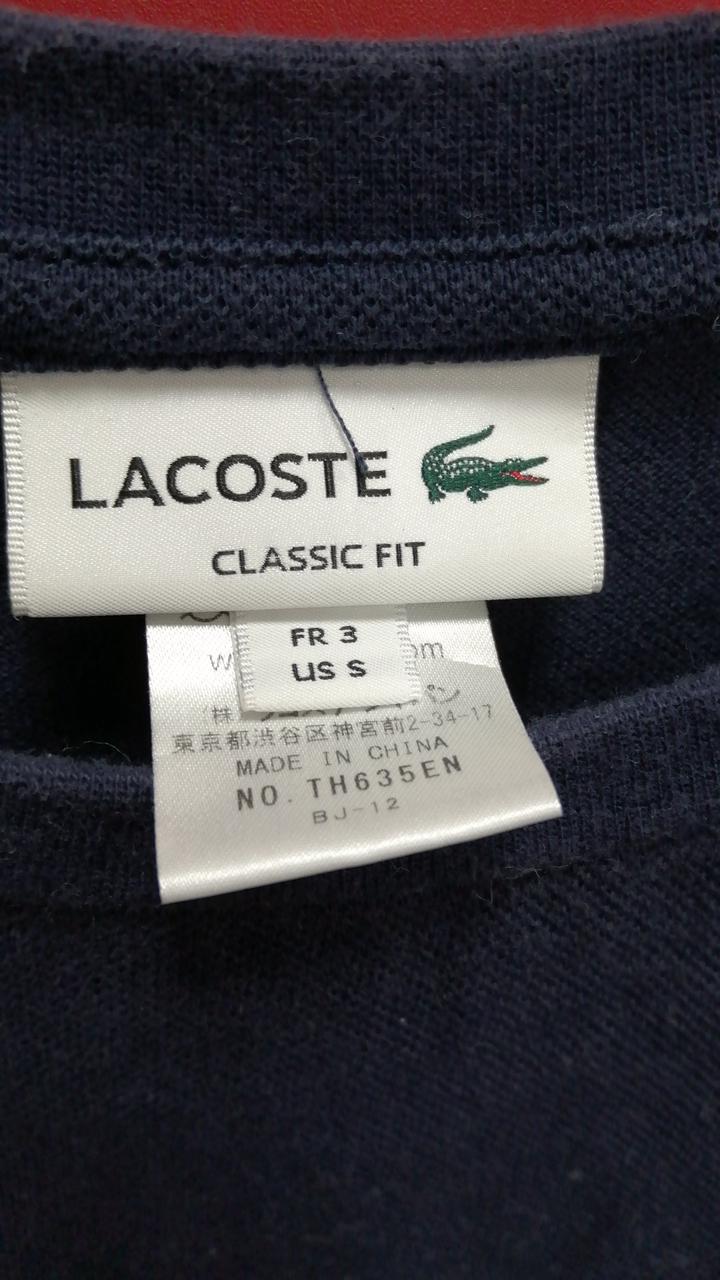 LACOSTE
CLASSIC FIT
FR 3
US S
東京都渋谷区神宮前2-34-17
MADE IN CHINA
NO. TH635EN
BJ-12